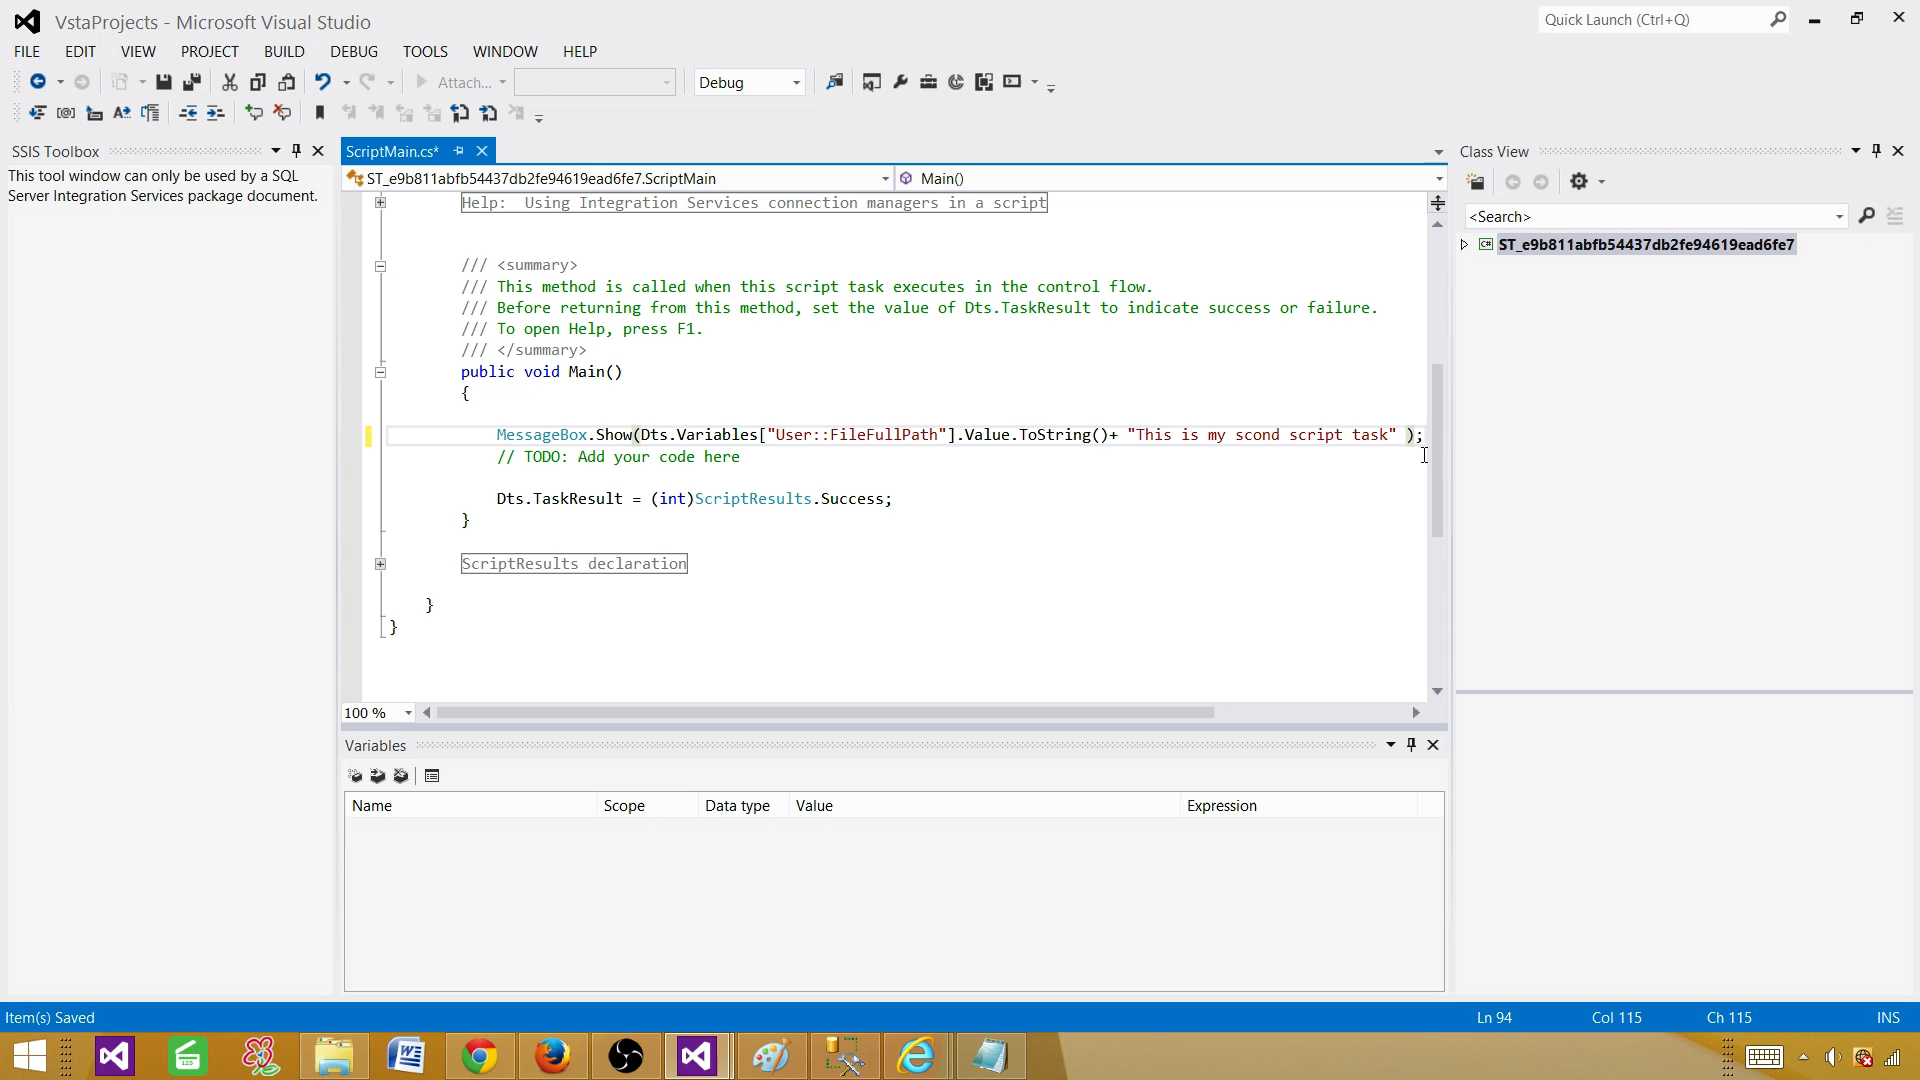 VstaProjects - Microsoft Visual Studio
Quick Launch (Ctrl+Q)
FILE EDIT VIEW PROJECT BUILD DEBUG TOOLS WINDOW HELP
Attach... Debug
SSIS Toolbox
This tool window can only be used by a SQL
Server Integration Services package document.
ScriptMain.cs*
ST_e9b811abfb54437db2fe94619ead6fe7.ScriptMain
Main()
Help:  Using Integration Services connection managers in a script
/// <summary>
/// This method is called when this script task executes in the control flow.
/// Before returning from this method, set the value of Dts.TaskResult to indicate success or failure.
/// To open Help, press F1.
/// </summary>
public void Main()
{
MessageBox.Show(Dts.Variables["User::FileFullPath"].Value.ToString()+ "This is my scond script task" );
// TODO: Add your code here
Dts.TaskResult = (int)ScriptResults.Success;
}
ScriptResults declaration
}
}
100 %
Class View
<Search>
ST_e9b811abfb54437db2fe94619ead6fe7
Variables
Name Scope Data type Value Expression
Item(s) Saved
Ln 94 Col 115 Ch 115 INS